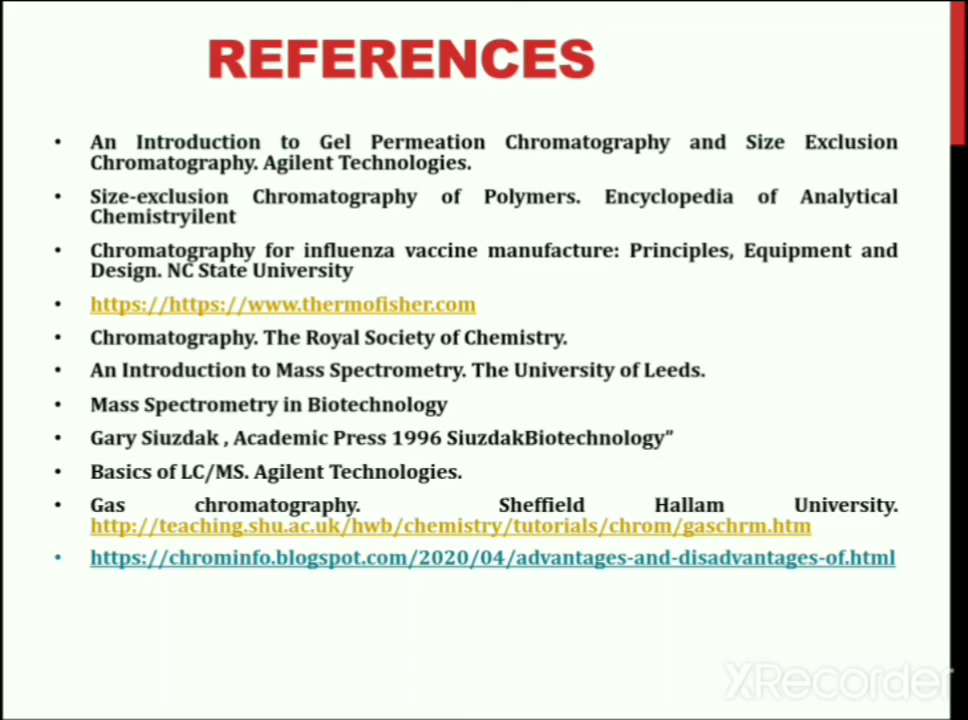 REFERENCES
• An Introduction to Gel Permeation Chromatography and Size Exclusion
Chromatography. Agilent Technologies.
• Size-exclusion Chromatography of Polymers. Encyclopedia of Analytical
Chemistryilent
• Chromatography for influenza vaccine manufacture: Principles, Equipment and
Design. NC State University
• https://https://www.thermofisher.com
• Chromatography. The Royal Society of Chemistry.
• An Introduction to Mass Spectrometry. The University of Leeds.
• Mass Spectrometry in Biotechnology
• Gary Siuzdak , Academic Press 1996 SiuzdakBiotechnology”
• Basics of LC/MS. Agilent Technologies.
• Gas chromatography. Sheffield Hallam University.
http://teaching.shu.ac.uk/hwb/chemistry/tutorials/chrom/gaschrm.htm
• https://chrominfo.blogspot.com/2020/04/advantages-and-disadvantages-of.html
XRecorder